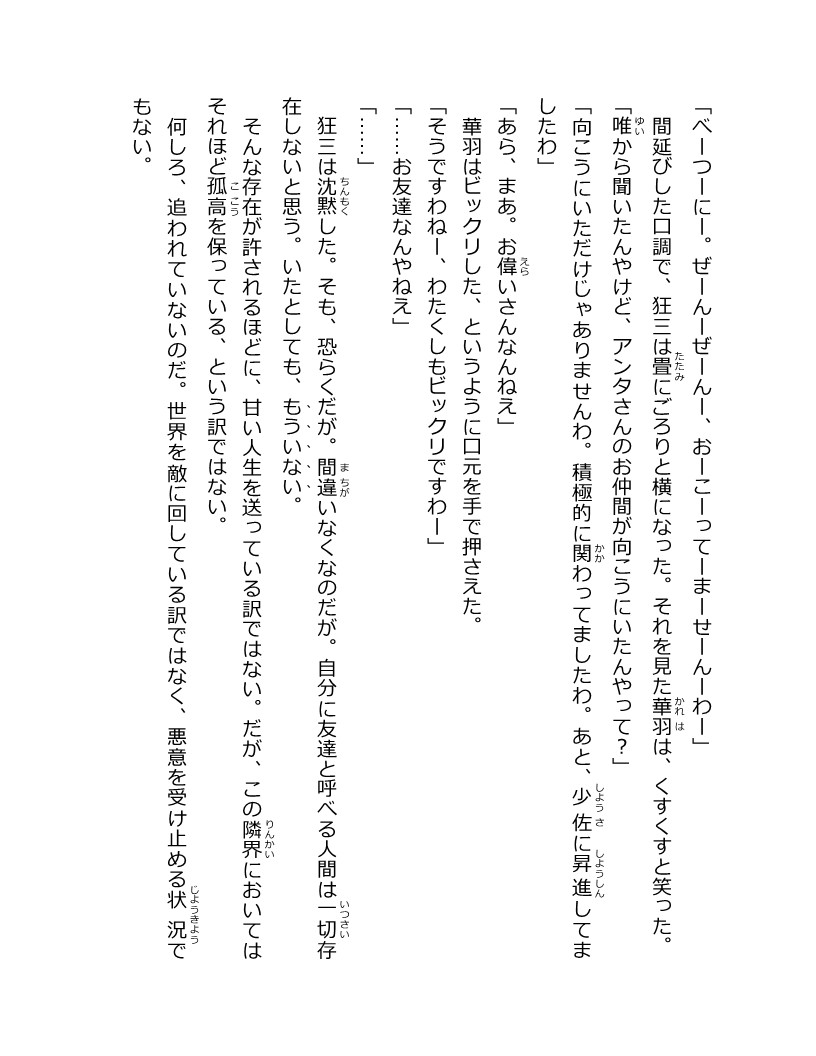 「べーつーにー。ぜーんーぜーんー、おーこーってーまーせーんーわー」
間延びした口調で、狂三は畳にごろりと横になった。それを見た華羽は、くすくすと笑った。
「唯から聞いたんやけど、アンタさんのお仲間が向こうにいたんやって？」
「向こうにいただけじゃありませんわ。積極的に関わってましたわ。あと、少佐に昇進してま
したわ」
「あら、まあ。お偉いさんなんねえ」
華羽はビックリした、というように口元を手で押さえた。
「そうですわねー、わたくしもビックリですわー」
「……お友達なんやねえ」
「……」
狂三は沈黙した。そも、恐らくだが。間違いなくなのだが。自分に友達と呼べる人間は一切存
在しないと思う。いたとしても、もういない。
そんな存在が許されるほどに、甘い人生を送っている訳ではない。だが、この隣界においては
それほど孤高を保っている、という訳ではない。
何しろ、追われていないのだ。世界を敵に回している訳ではなく、悪意を受け止める状況で
もない。